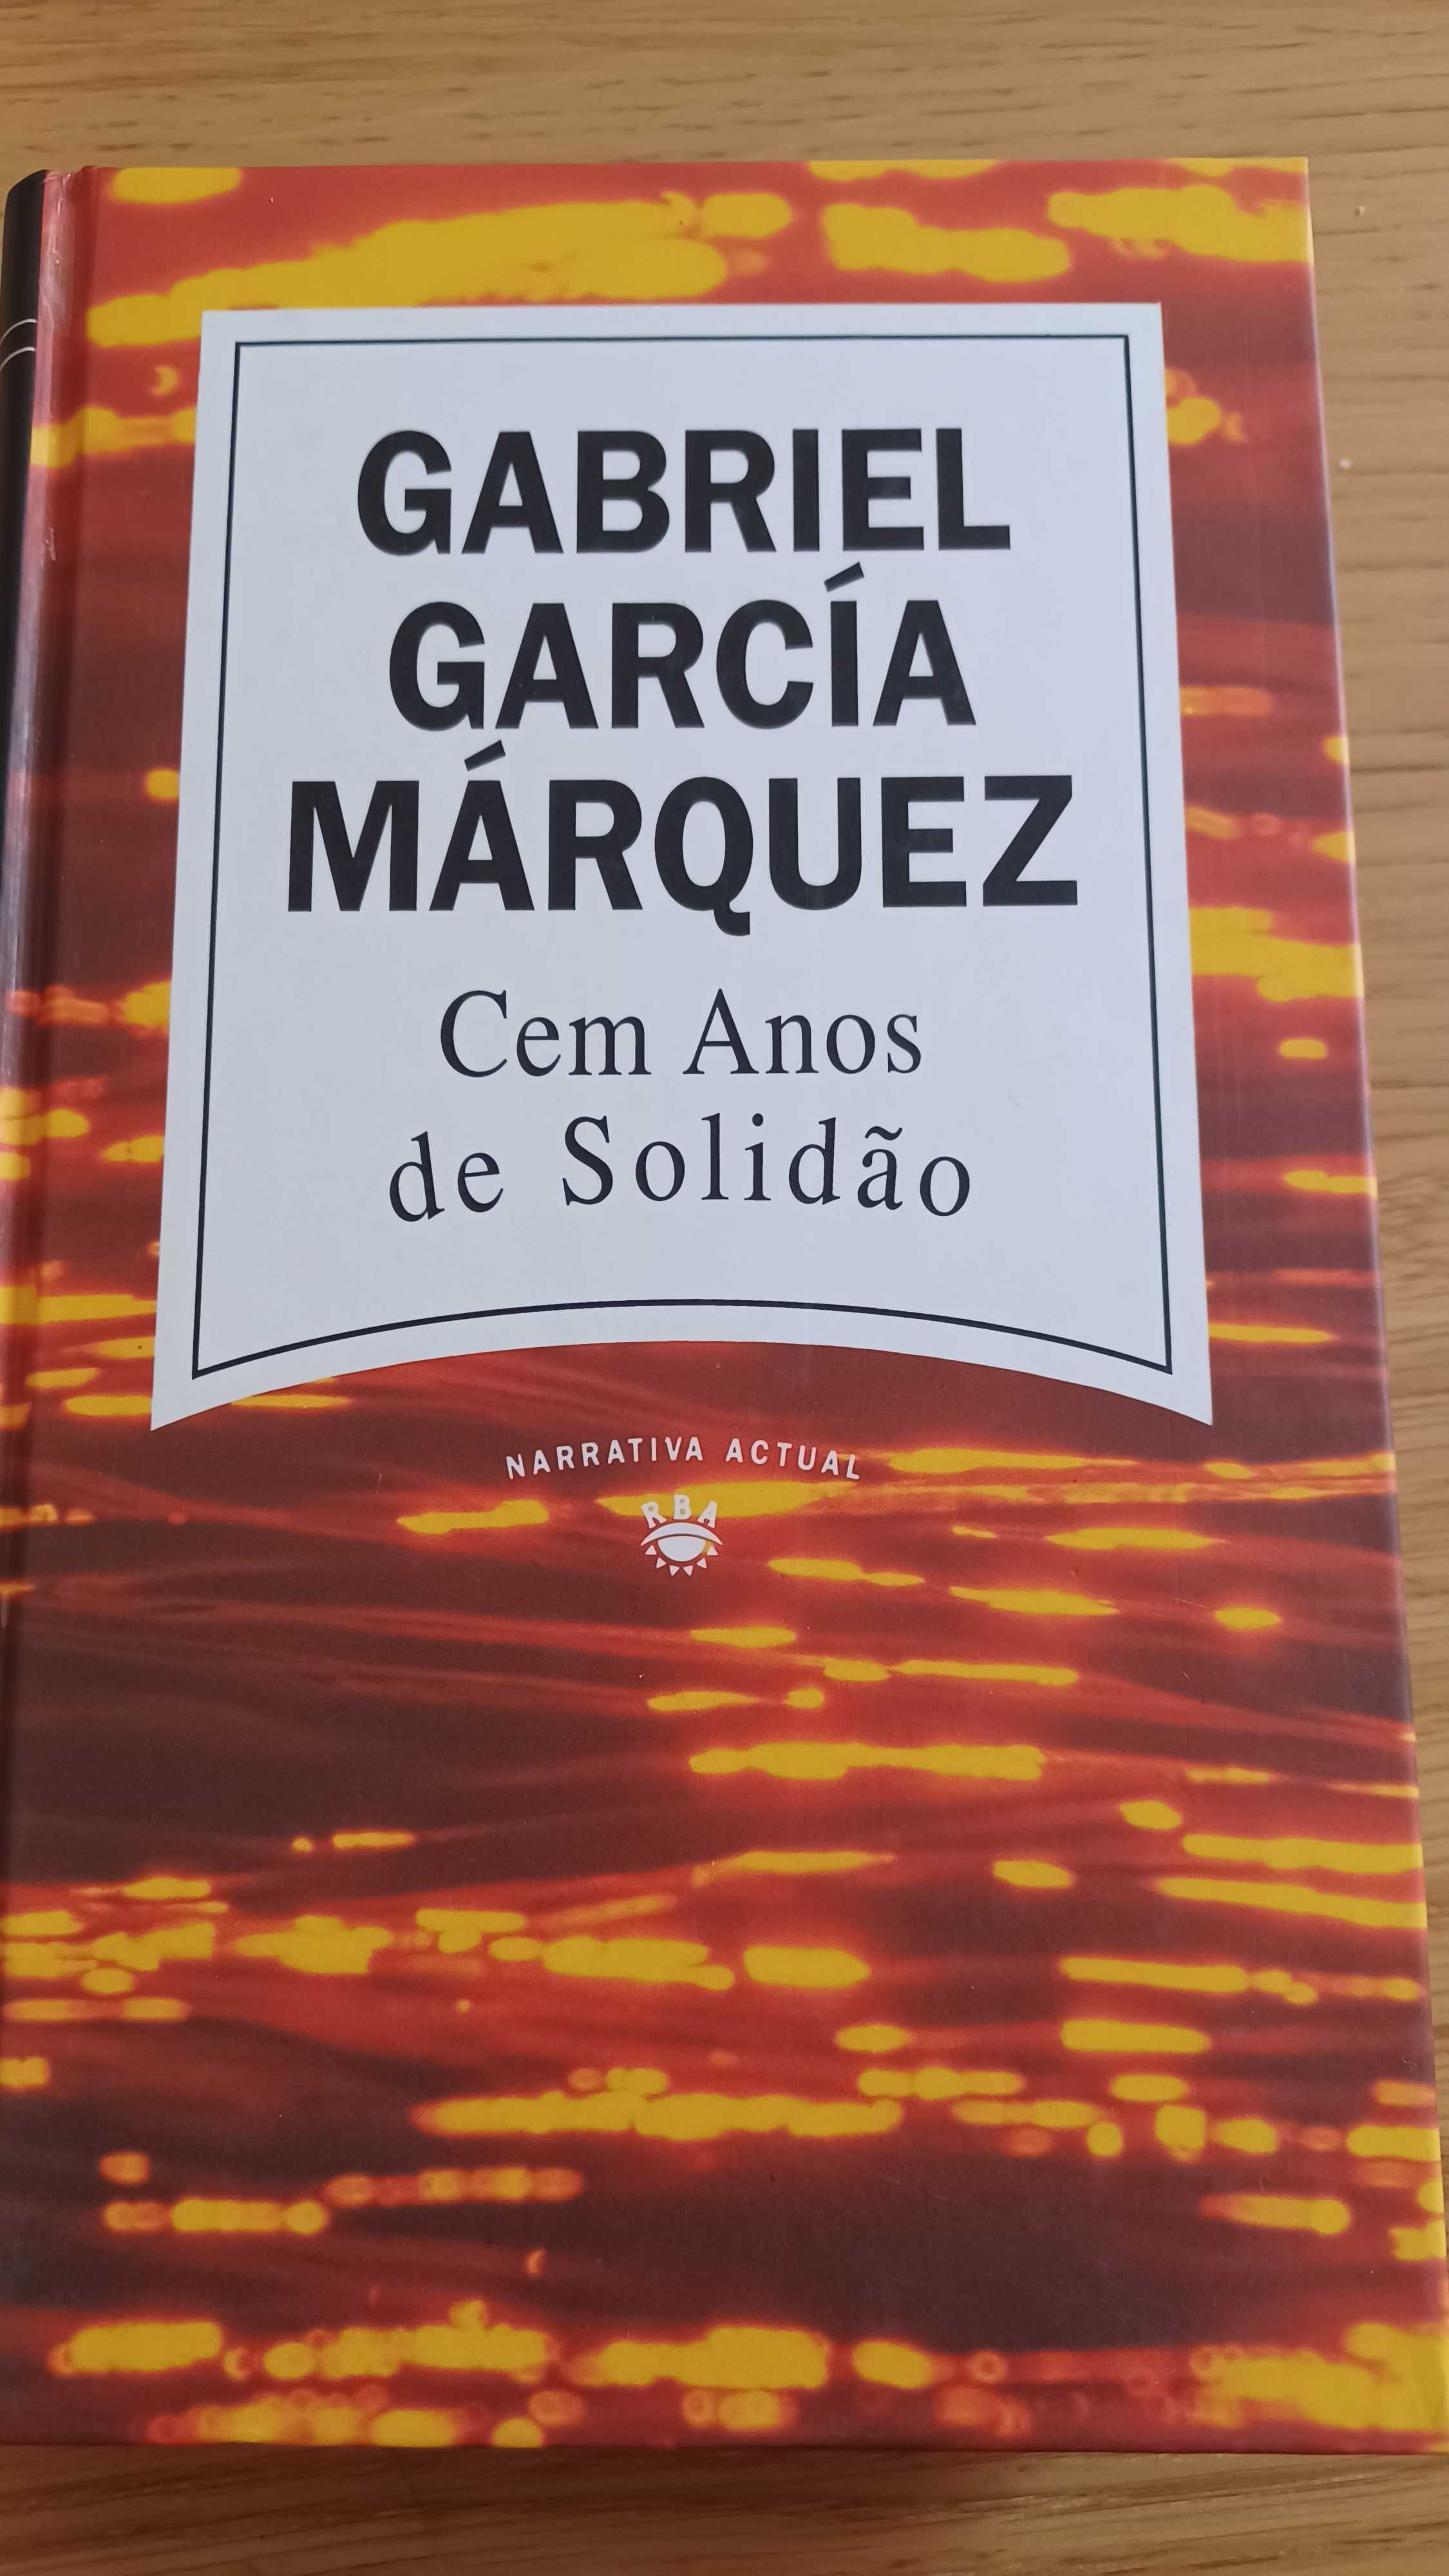 GABRIEL
GARCÍA
MÁRQUEZ
Cem Anos
de Solidão
NARRATIVA ACTUAL
RBA